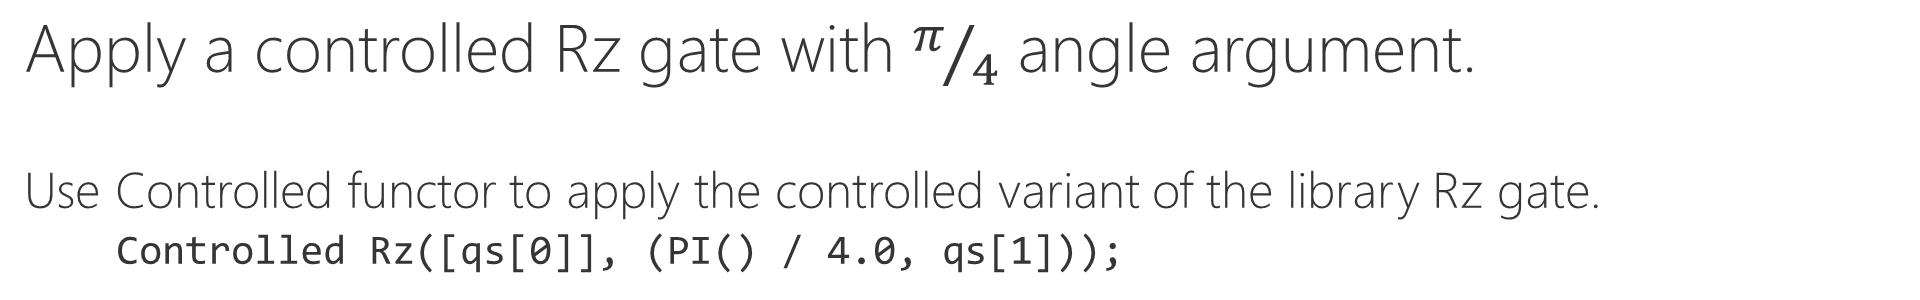 Apply a controlled Rz gate with π/4 angle argument.
Use Controlled functor to apply the controlled variant of the library Rz gate.
Controlled Rz([qs[0]], (PI() / 4.0, qs[1]));